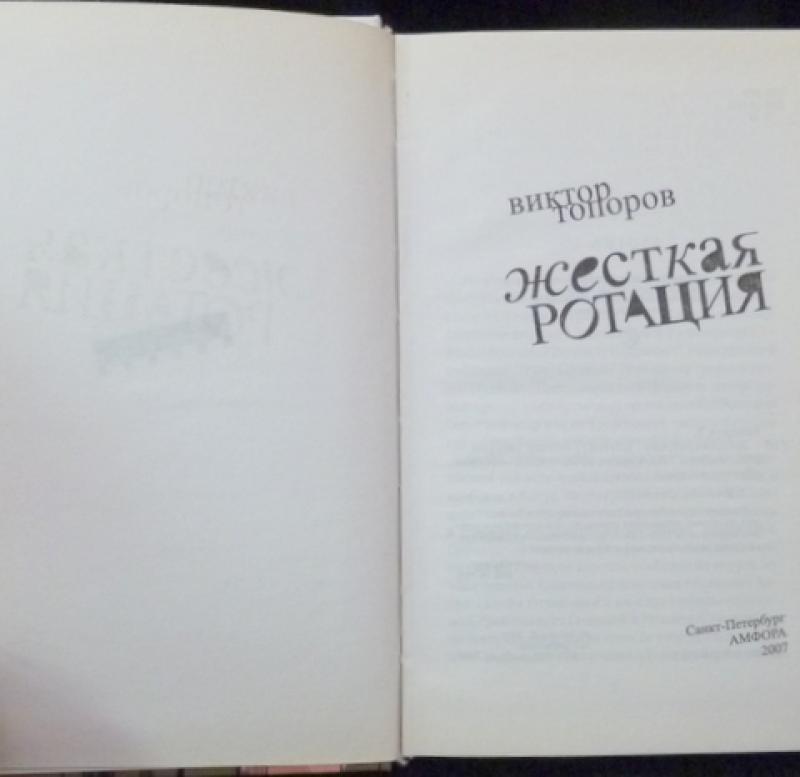 виктор
топоров
жесткая
РОТАЦИЯ
Санкт-Петербург
АМФОРА
2007